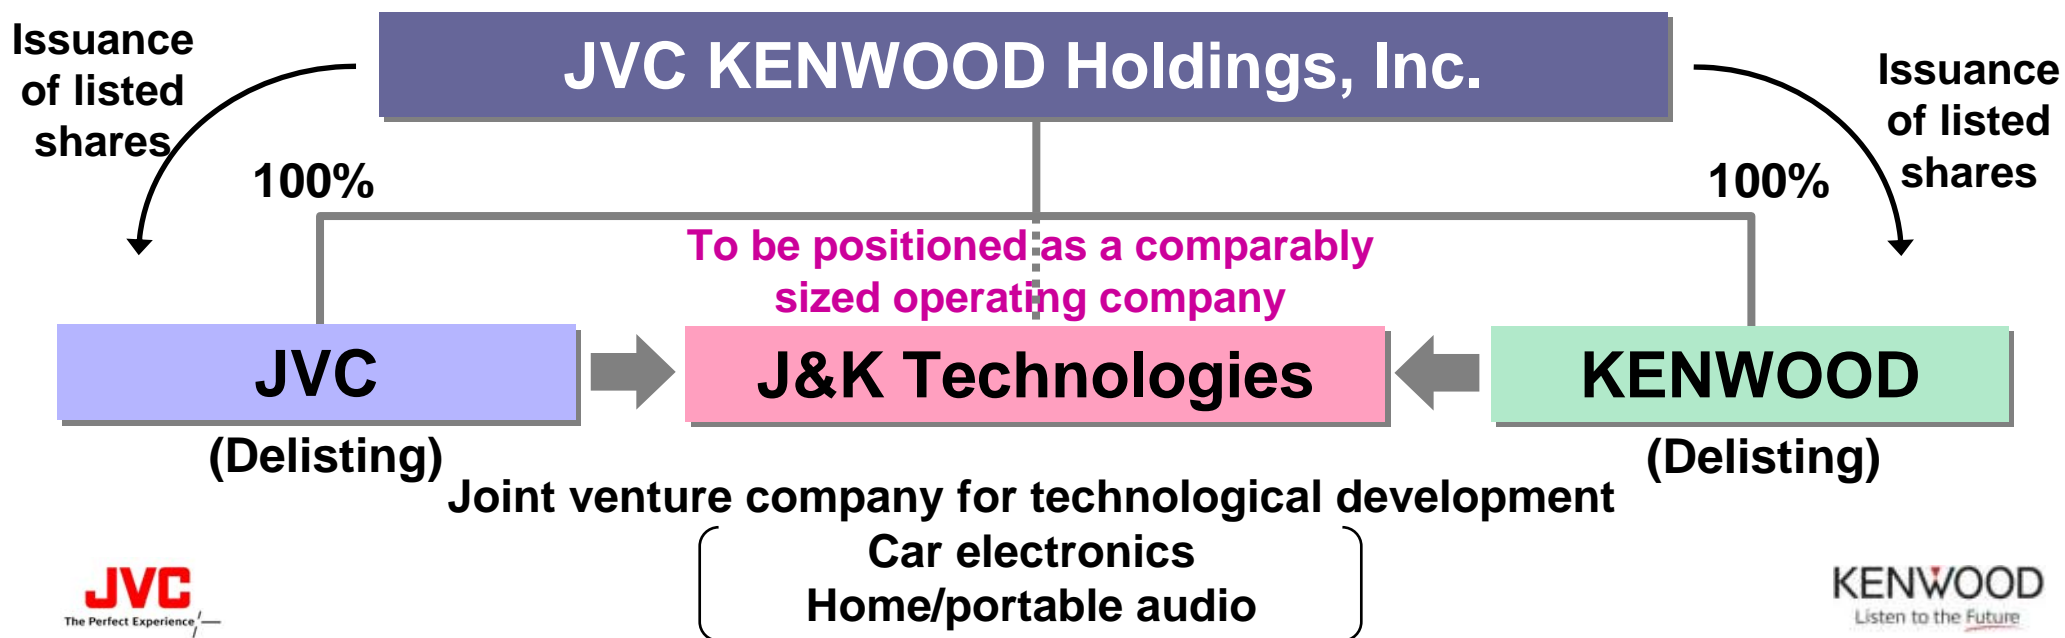 Issuance
of listed
shares
JVC KENWOOD Holdings, Inc.
Issuance
of listed
shares
100%
100%
To be positioned as a comparably
sized operating company
JVC
J&K Technologies
KENWOOD
(Delisting)
(Delisting)
Joint venture company for technological development
Car electronics
Home/portable audio
JVC
The Perfect Experience
KENWOOD
Listen to the Future